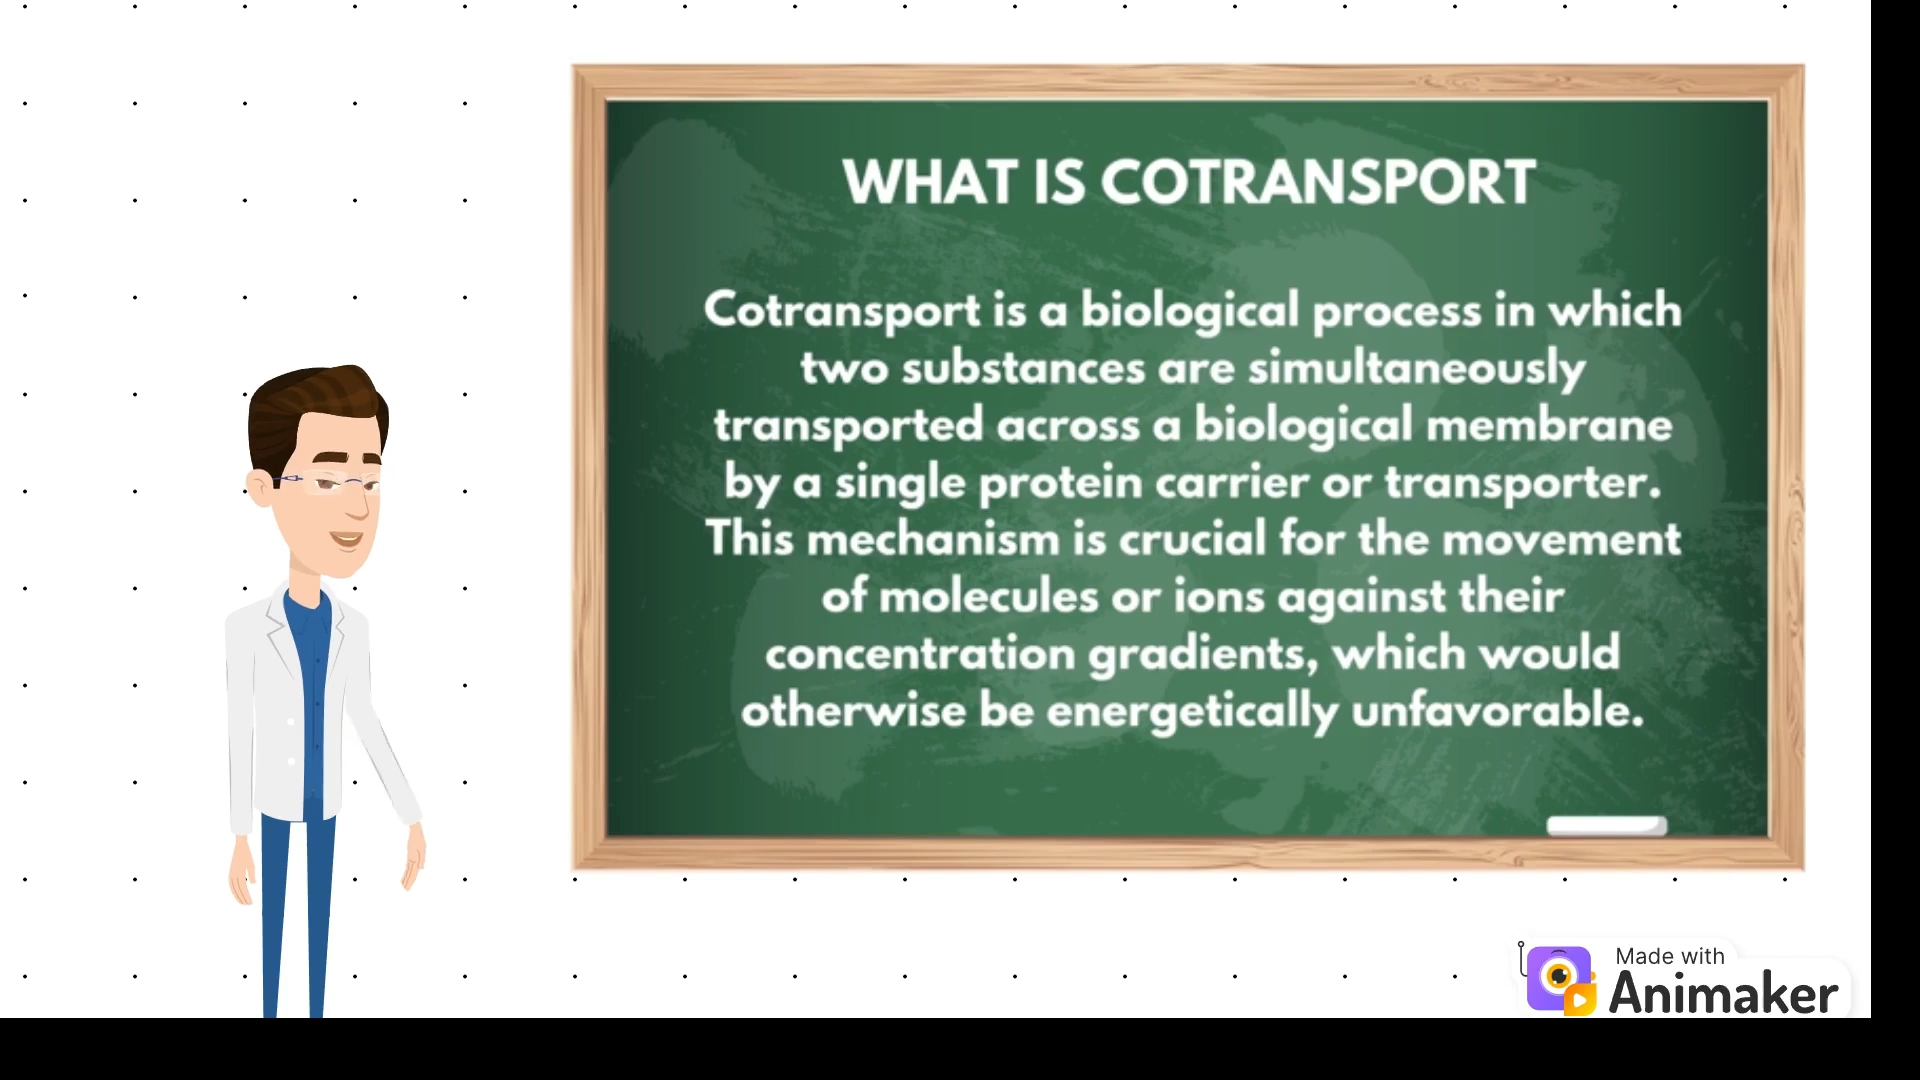 WHAT IS COTRANSPORT
Cotransport is a biological process in which
two substances are simultaneously
transported across a biological membrane
by a single protein carrier or transporter.
This mechanism is crucial for the movement
of molecules or ions against their
concentration gradients, which would
otherwise be energetically unfavorable.
Made with
Animaker